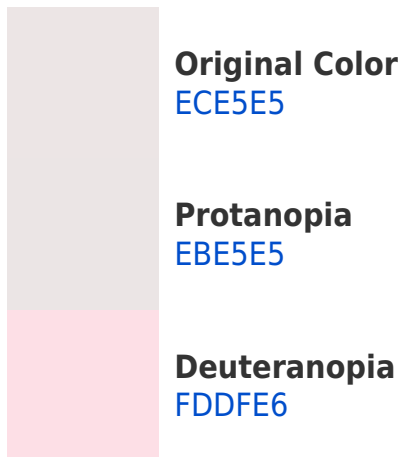 Original Color
ECE5E5
Protanopia
EBE5E5
Deuteranopia
FDDFE6